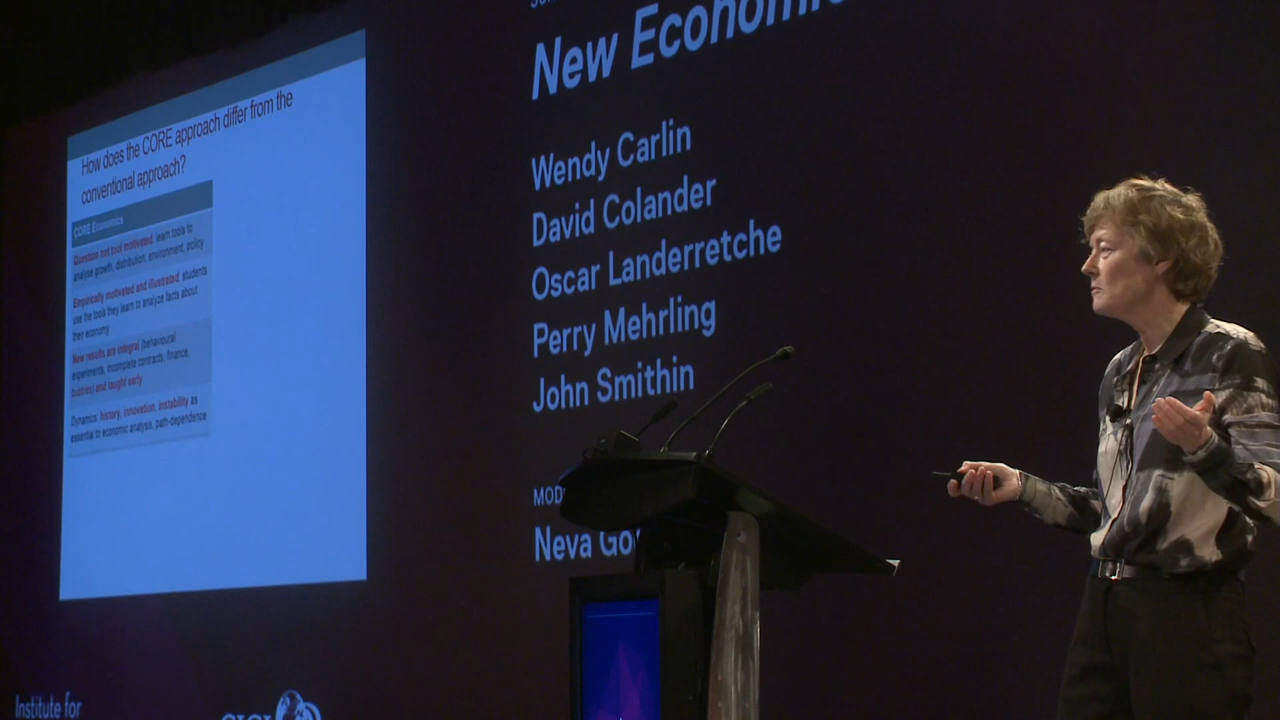 How does the CORE approach differ from the
conventional approach?
CORE Economics
Question not tool motivated: learn tools to
analyse growth, distribution, environment, policy
Empirically motivated and illustrated: students
use the tools they learn to analyze facts about
their economy
New results are integral (behavioural
experiments, incomplete contracts, finance,
bubbles) and taught early
Dynamics: history, innovation, instability as
essential to economic analysis, path-dependence
New Economic
Wendy Carlin
David Colander
Oscar Landerretche
Perry Mehrling
John Smithin
MOD
Neva Go
Institute for
CIGI